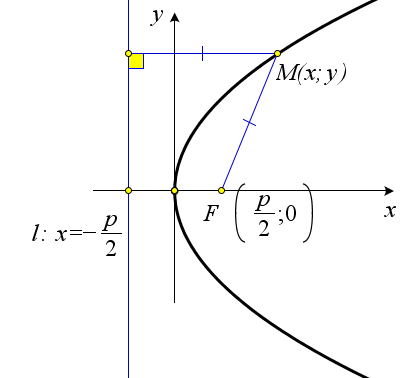 y
M(x; y)
F (p/2;0)
x
l: x=-p/2